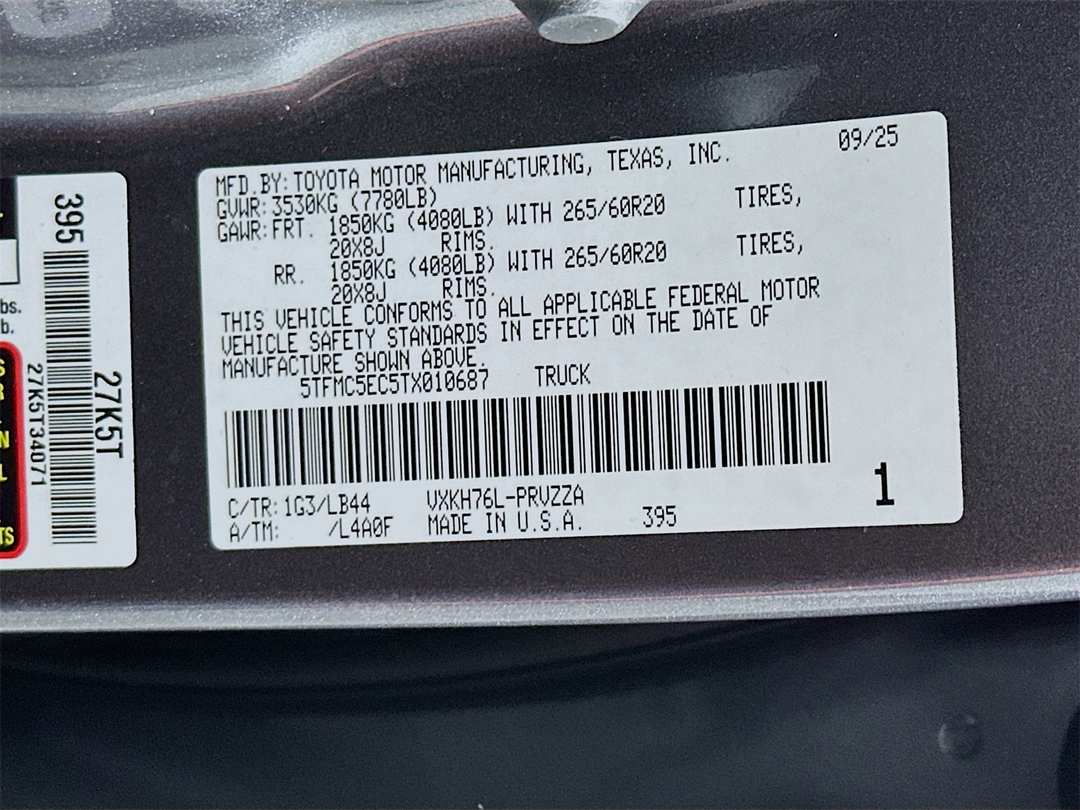 MFD.BY:TOYOTA MOTOR MANUFACTURING, TEXAS, INC. 09/25
GVWR: 3530KG (7780LB)
GAWR: FRT. 1850KG (4080LB) WITH 265/60R20 TIRES,
20X8J RIMS.
RR. 1850KG (4080LB) WITH 265/60R20 TIRES,
20X8J RIMS.
THIS VEHICLE CONFORMS TO ALL APPLICABLE FEDERAL MOTOR
VEHICLE SAFETY STANDARDS IN EFFECT ON THE DATE OF
MANUFACTURE SHOWN ABOVE.
5TFMC5EC5TX010687 TRUCK
C/TR: 1G3/LB44 VXKH76L-PRVZZA
A/TM: /L4A0F MADE IN U.S.A. 395
1
395
27K5T
27K5T34071
bs.
b.